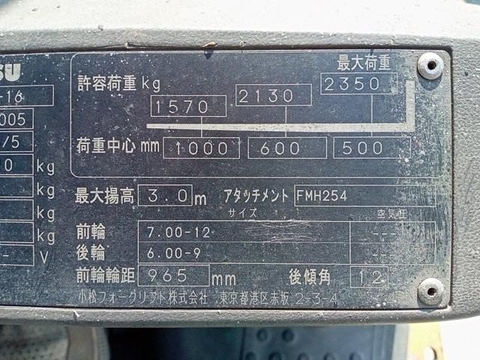 SU
-16
005
/5
0 kg
kg
kg
kg
- V
最大荷重
許容荷重 kg
1570 2130 2350
荷重中心 mm 1000 600 500
最大揚高 3.0 m アタッチメント FMH254
サイズ 空気圧
前輪 7.00-12 ---
後輪 6.00-9 ---
前輪輪距 965 mm 後傾角 12
小松フォークリフト株式会社 東京都港区赤坂2-3-4